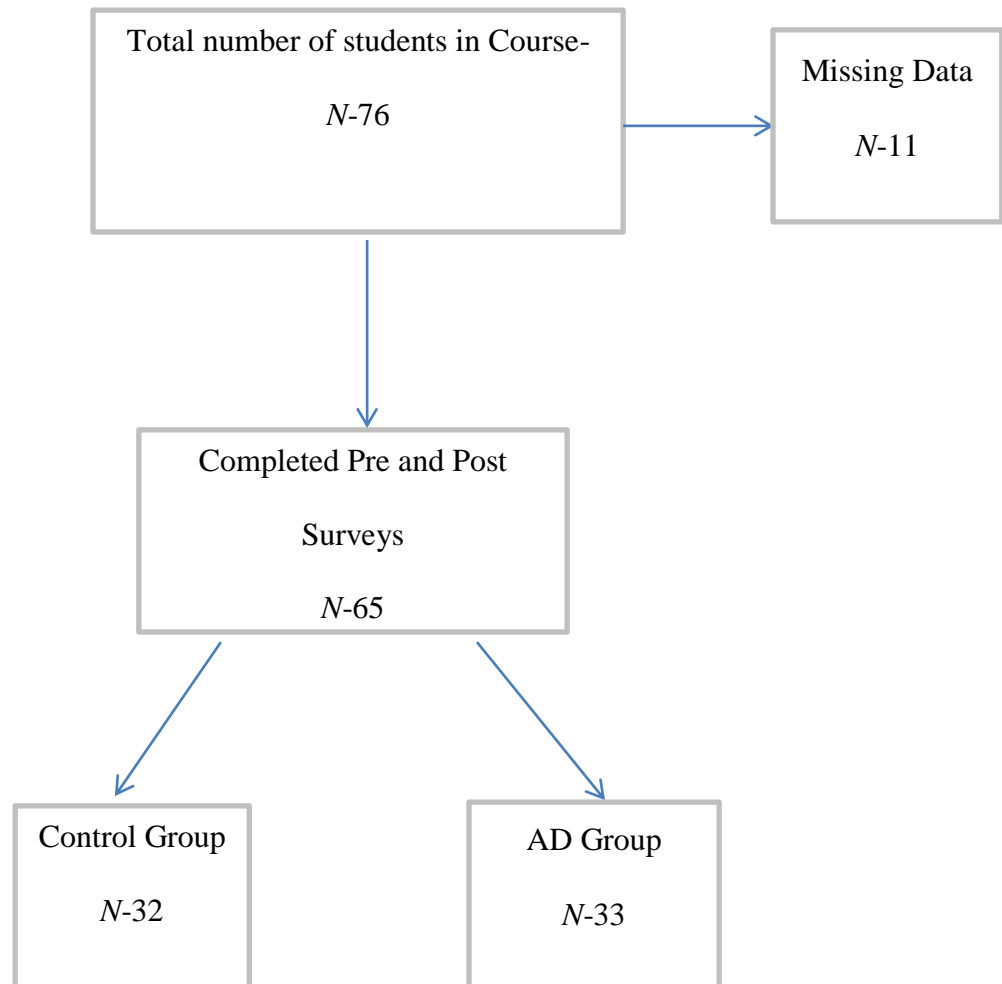 Total number of students in Course-
N-76
Missing Data
N-11
Completed Pre and Post
Surveys
N-65
Control Group
N-32
AD Group
N-33